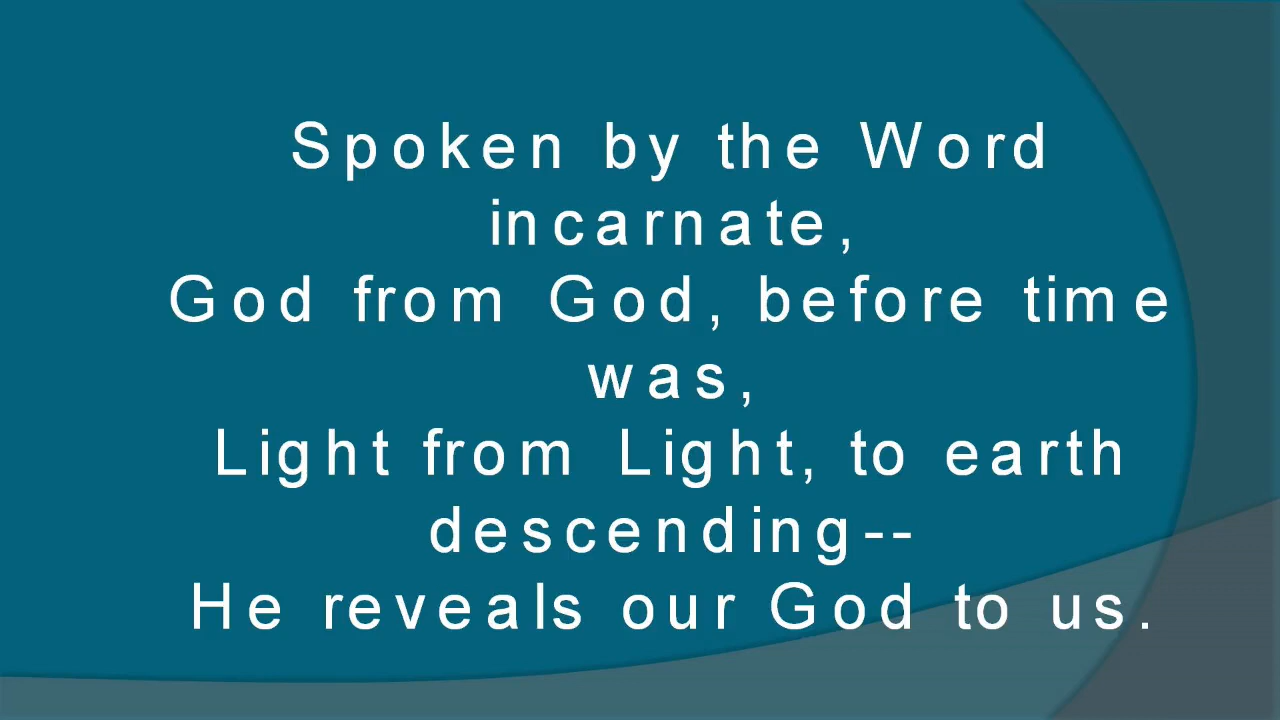 Spoken by the Word
incarnate,
God from God, before time
was,
Light from Light, to earth
descending--
He reveals our God to us.